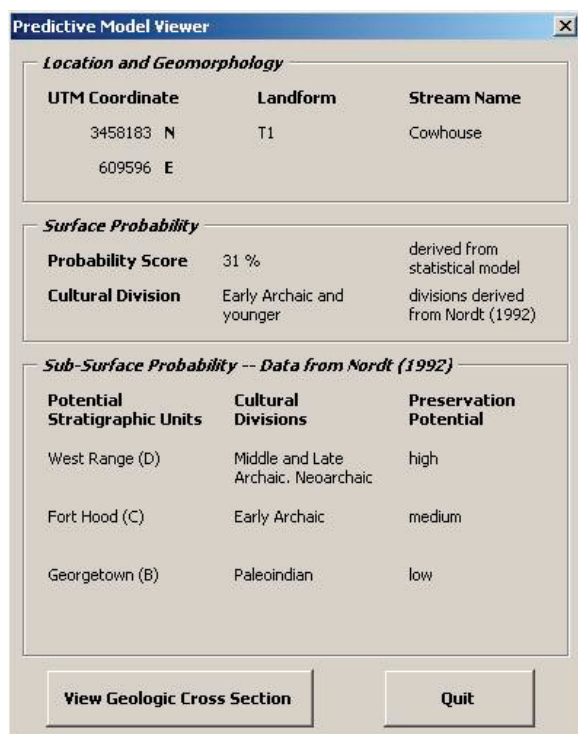 Predictive Model Viewer
Location and Geomorphology
UTM Coordinate Landform Stream Name
3458183 N T1 Cowhouse
609596 E
Surface Probability
Probability Score 31 % derived from
statistical model
Cultural Division Early Archaic and divisions derived
younger from Nordt (1992)
Sub-Surface Probability -- Data from Nordt (1992)
Potential Cultural Preservation
Stratigraphic Units Divisions Potential
West Range (D) Middle and Late high
Archaic. Neoarchaic
Fort Hood (C) Early Archaic medium
Georgetown (B) Paleoindian low
View Geologic Cross Section Quit